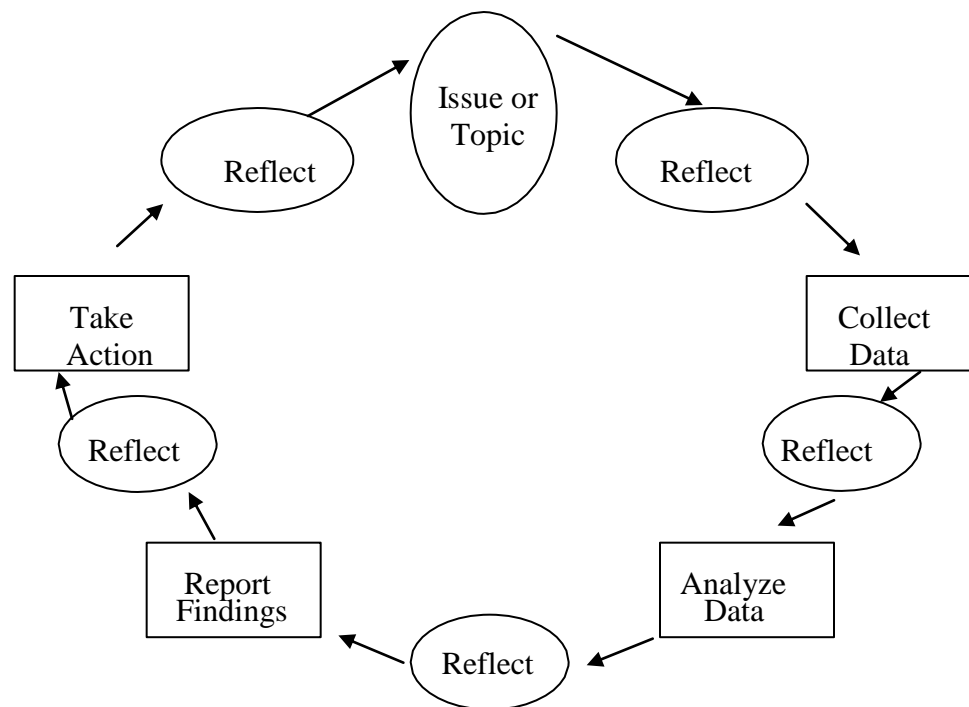 Issue or
Topic
Reflect
Collect
Data
Reflect
Analyze
Data
Reflect
Report
Findings
Reflect
Take
Action
Reflect